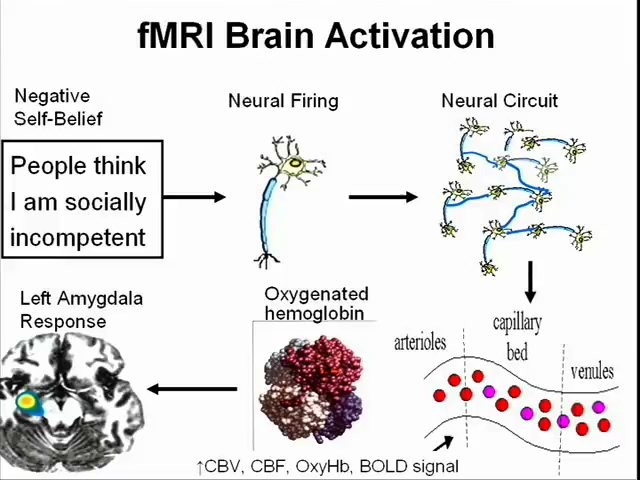 fMRI Brain Activation
Negative
Self-Belief
People think
I am socially
incompetent
Neural Firing
Neural Circuit
Left Amygdala
Response
Oxygenated
hemoglobin
arterioles
capillary
bed
venules
↑CBV, CBF, OxyHb, BOLD signal